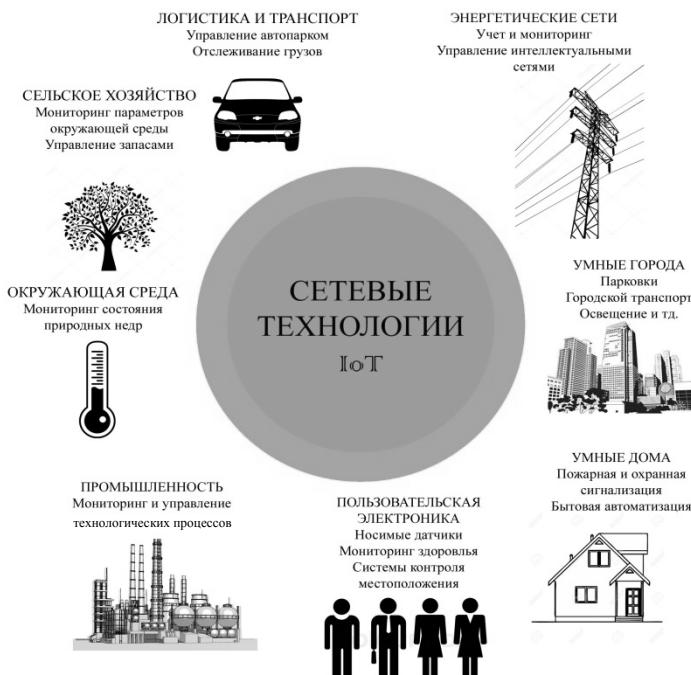 ЛОГИСТИКА И ТРАНСПОРТ
Управление автопарком
Отслеживание грузов
ЭНЕРГЕТИЧЕСКИЕ СЕТИ
Учет и мониторинг
Управление интеллектуальными
сетями
СЕЛЬСКОЕ ХОЗЯЙСТВО
Мониторинг параметров
окружающей среды
Управление запасами
ОКРУЖАЮЩАЯ СРЕДА
Мониторинг состояния
природных недр
СЕТЕВЫЕ
ТЕХНОЛОГИИ
IoT
УМНЫЕ ГОРОДА
Парковки
Городской транспорт
Освещение и тд.
ПРОМЫШЛЕННОСТЬ
Мониторинг и управление
технологических процессов
ПОЛЬЗОВАТЕЛЬСКАЯ
ЭЛЕКТРОНИКА
Носимые датчики
Мониторинг здоровлья
Системы контроля
местоположения
УМНЫЕ ДОМА
Пожарная и охранная
сигнализация
Бытовая автоматизация